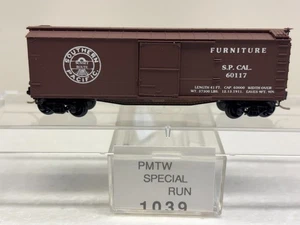 SOUTHERN
PACIFIC
FURNITURE
S.P. CAL.
60117
PMTW
SPECIAL
RUN
1039